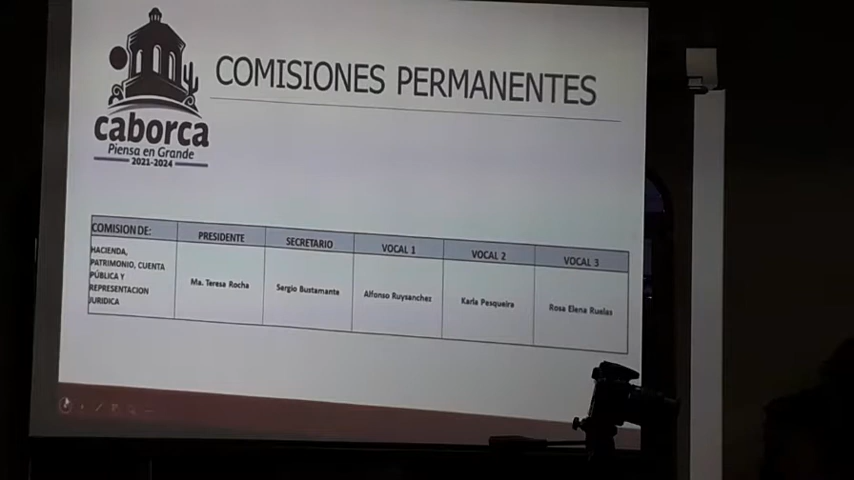 COMISIONES PERMANENTES
caborca
Piensa en Grande
2021-2024
COMISION DE:
PRESIDENTE
SECRETARIO
VOCAL 1
VOCAL 2
VOCAL 3
HACIENDA,
PATRIMONIO, CUENTA
PÚBLICA Y
REPRESENTACION
JURIDICA
Ma. Teresa Rocha
Sergio Bustamante
Alfonso Ruysanchez
Karla Pesqueira
Rosa Elena Ruelas